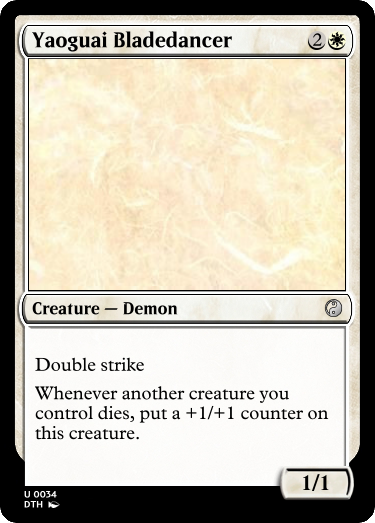 Yaoguai Bladedancer 2
Creature — Demon
Double strike
Whenever another creature you
control dies, put a +1/+1 counter on
this creature.
1/1
U 0034
DTH